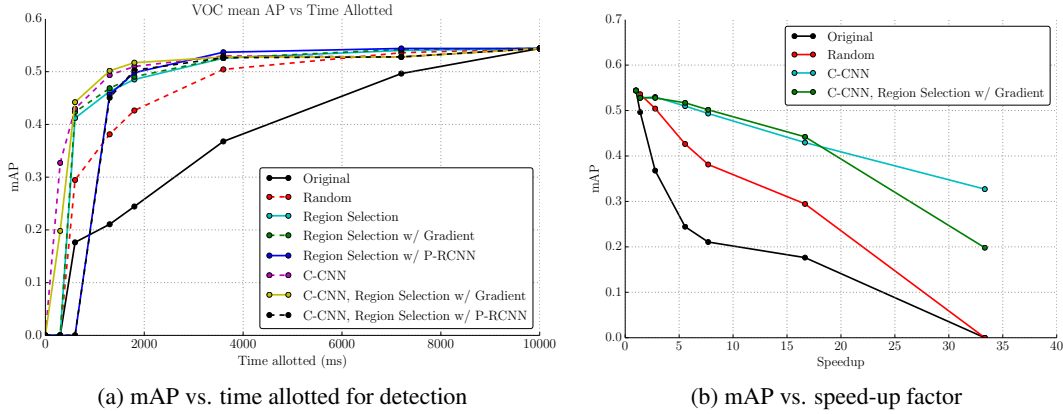 VOC mean AP vs Time Allotted
mAP
0.6
0.5
0.4
0.3
0.2
0.1
0.0
0
2000
4000
6000
8000
10000
Time allotted (ms)
Original
Random
Region Selection
Region Selection w/ Gradient
Region Selection w/ P-RCNN
C-CNN
C-CNN, Region Selection w/ Gradient
C-CNN, Region Selection w/ P-RCNN
(a) mAP vs. time allotted for detection
mAP
0.7
0.6
0.5
0.4
0.3
0.2
0.1
0.0
0
5
10
15
20
25
30
35
40
Speedup
Original
Random
C-CNN
C-CNN, Region Selection w/ Gradient
(b) mAP vs. speed-up factor